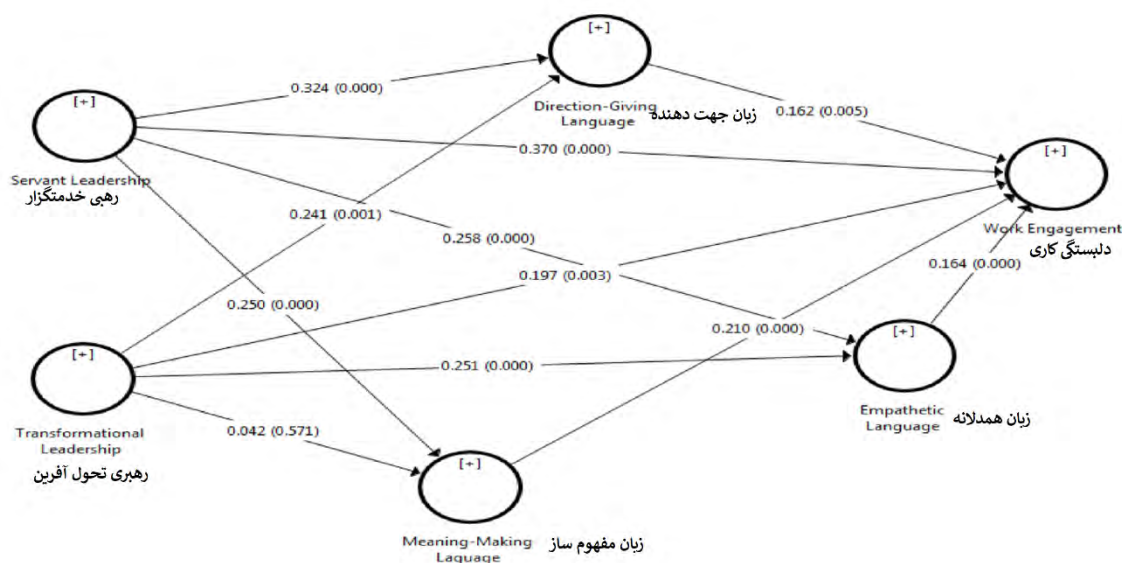 [+]
[+]
0.324 (0.000)
Direction-Giving
Language
زبان جهت دهنده
0.162 (0.005)
[+]
0.370 (0.000)
Servant Leadership
رهبی خدمتگزار
0.241 (0.001)
Work Engagement
دلبستگی کاری
0.258 (0.000)
0.164 (0.000)
0.197 (0.003)
0.250 (0.000)
0.210 (0.000)
[+]
[+]
0.251 (0.000)
Empathetic
Language
زبان همدلانه
Transformational
Leadership
رهبری تحول آفرین
0.042 (0.571)
[+]
Meaning-Making
Laguage
زبان مفهوم ساز